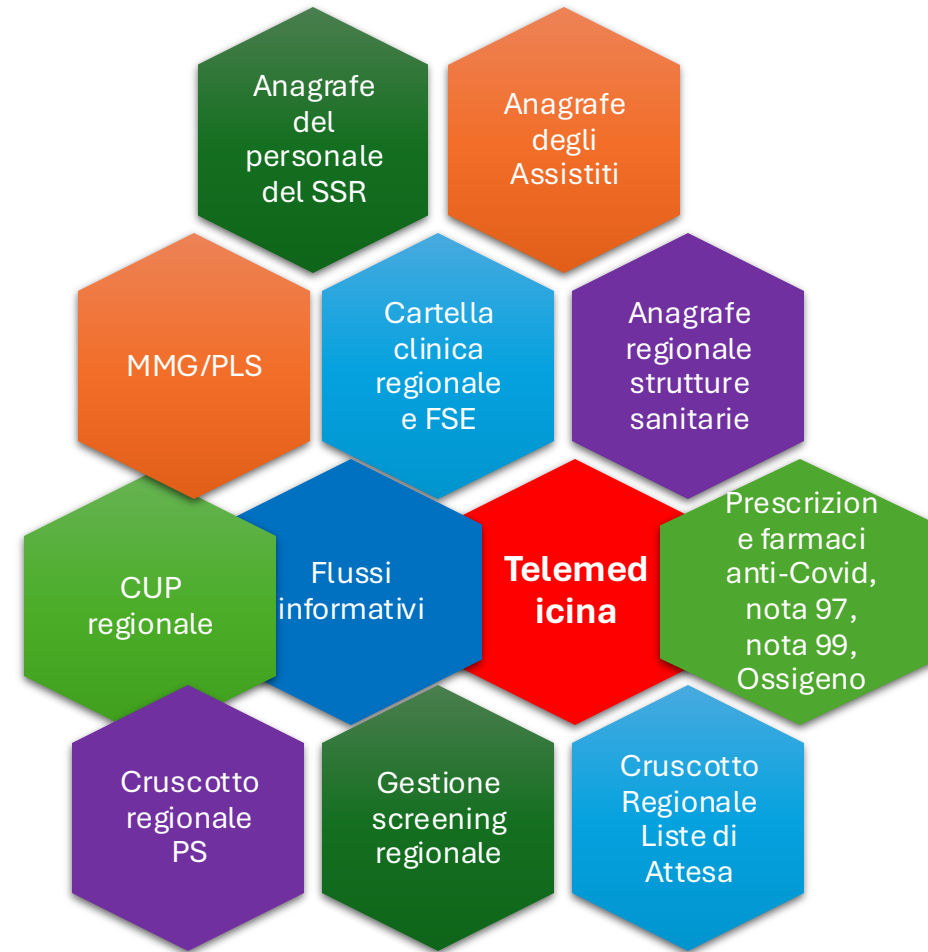 Anagrafe
del
personale
del SSR
Anagrafe
degli
Assistiti
MMG/PLS
Cartella
clinica
regionale
e FSE
Anagrafe
regionale
strutture
sanitarie
CUP
regionale
Flussi
informativi
Telemed
icina
Prescrizion
e farmaci
anti-Covid,
nota 97,
nota 99,
Ossigeno
Cruscotto
regionale
PS
Gestione
screening
regionale
Cruscotto
Regionale
Liste di
Attesa